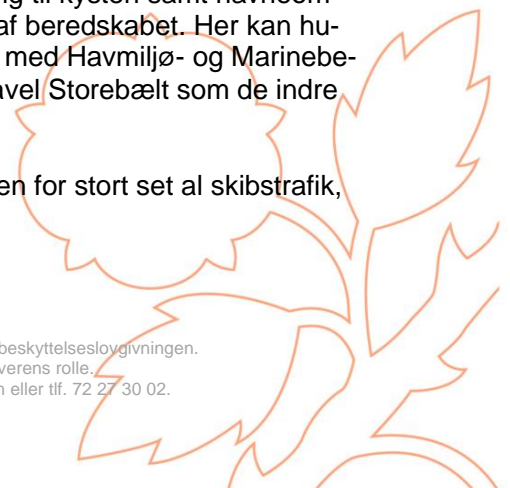 ng til kysten samt havneom-
af beredskabet. Her kan hu-
med Havmiljø- og Marinebe-
avel Storebælt som de indre
en for stort set al skibstrafik,
beskyttelseslovgivningen.
verens rolle.
n eller tlf. 72 27 30 02.